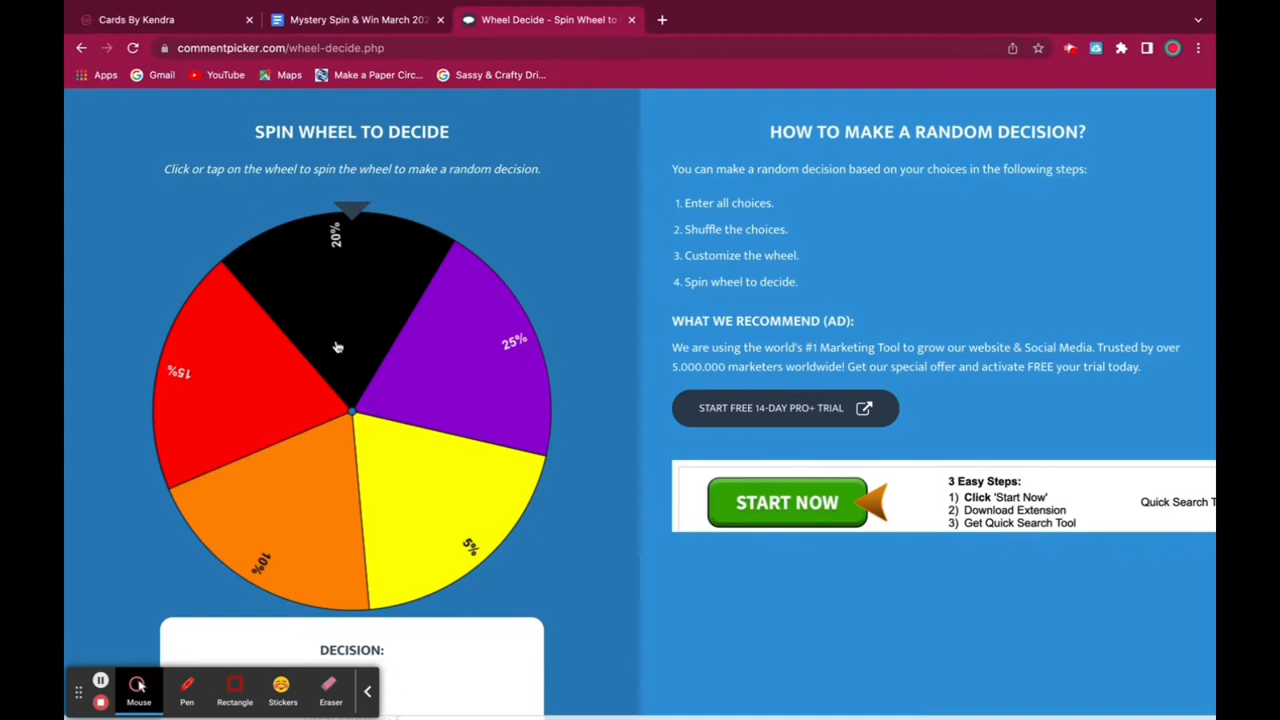 Cards By Kendra
Mystery Spin & Win March 202
Wheel Decide - Spin Wheel to
commentpicker.com/wheel-decide.php
Apps
Gmail
YouTube
Maps
Make a Paper Circ...
Sassy & Crafty Dri...
SPIN WHEEL TO DECIDE
Click or tap on the wheel to spin the wheel to make a random decision.
20%
25%
15%
10%
5%
DECISION:
HOW TO MAKE A RANDOM DECISION?
You can make a random decision based on your choices in the following steps:
1. Enter all choices.
2. Shuffle the choices.
3. Customize the wheel.
4. Spin wheel to decide.
WHAT WE RECOMMEND (AD):
We are using the world's #1 Marketing Tool to grow our website & Social Media. Trusted by over
5.000.000 marketers worldwide! Get our special offer and activate FREE your trial today.
START FREE 14-DAY PRO+ TRIAL
START NOW
3 Easy Steps:
1) Click 'Start Now'
2) Download Extension
3) Get Quick Search Tool
Quick Search T
Mouse
Pen
Rectangle
Stickers
Eraser